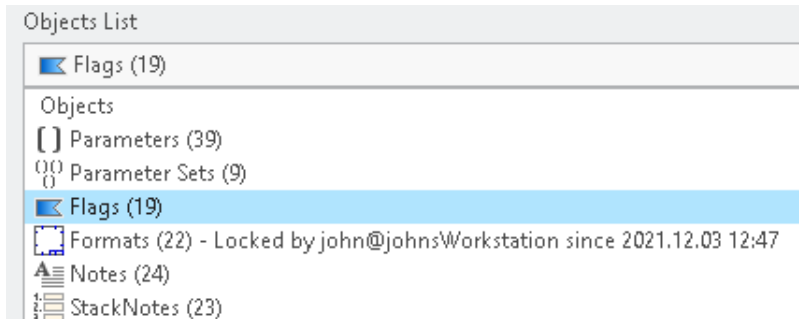 Objects List
Flags (19)
Objects
Parameters (39)
Parameter Sets (9)
Flags (19)
Formats (22) - Locked by john@johnsWorkstation since 2021.12.03 12:47
Notes (24)
StackNotes (23)